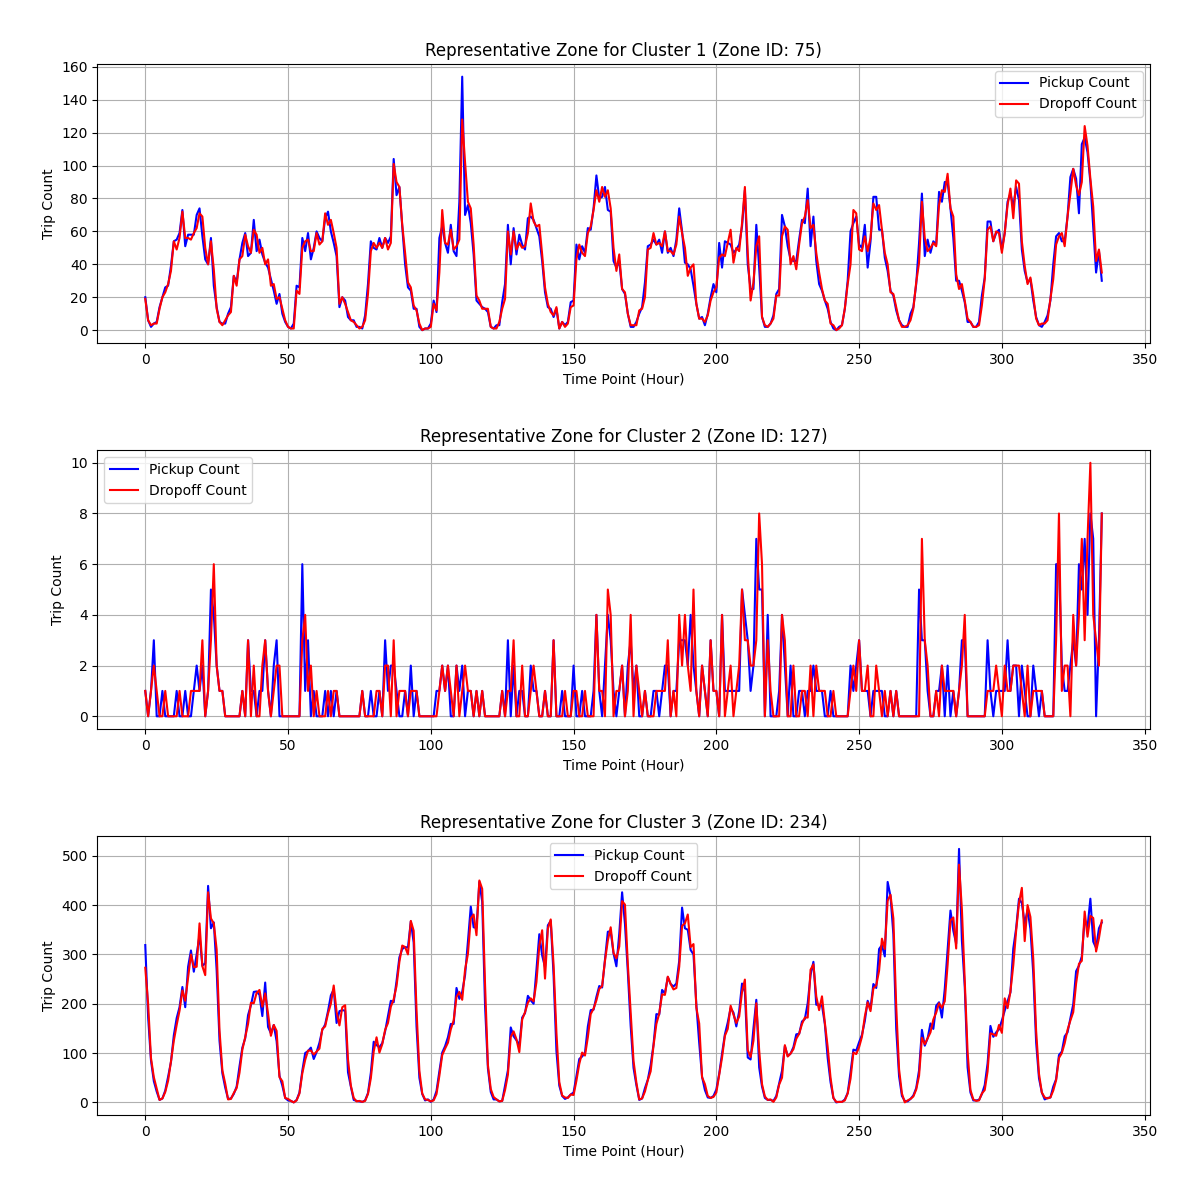 Representative Zone for Cluster 1 (Zone ID: 75)
160
140
120
100
80
60
40
20
0
Trip Count
Pickup Count
Dropoff Count
0 50 100 150 200 250 300 350
Time Point (Hour)
Representative Zone for Cluster 2 (Zone ID: 127)
10
8
6
4
2
0
Trip Count
Pickup Count
Dropoff Count
0 50 100 150 200 250 300 350
Time Point (Hour)
Representative Zone for Cluster 3 (Zone ID: 234)
500
400
300
200
100
0
Trip Count
Pickup Count
Dropoff Count
0 50 100 150 200 250 300 350
Time Point (Hour)